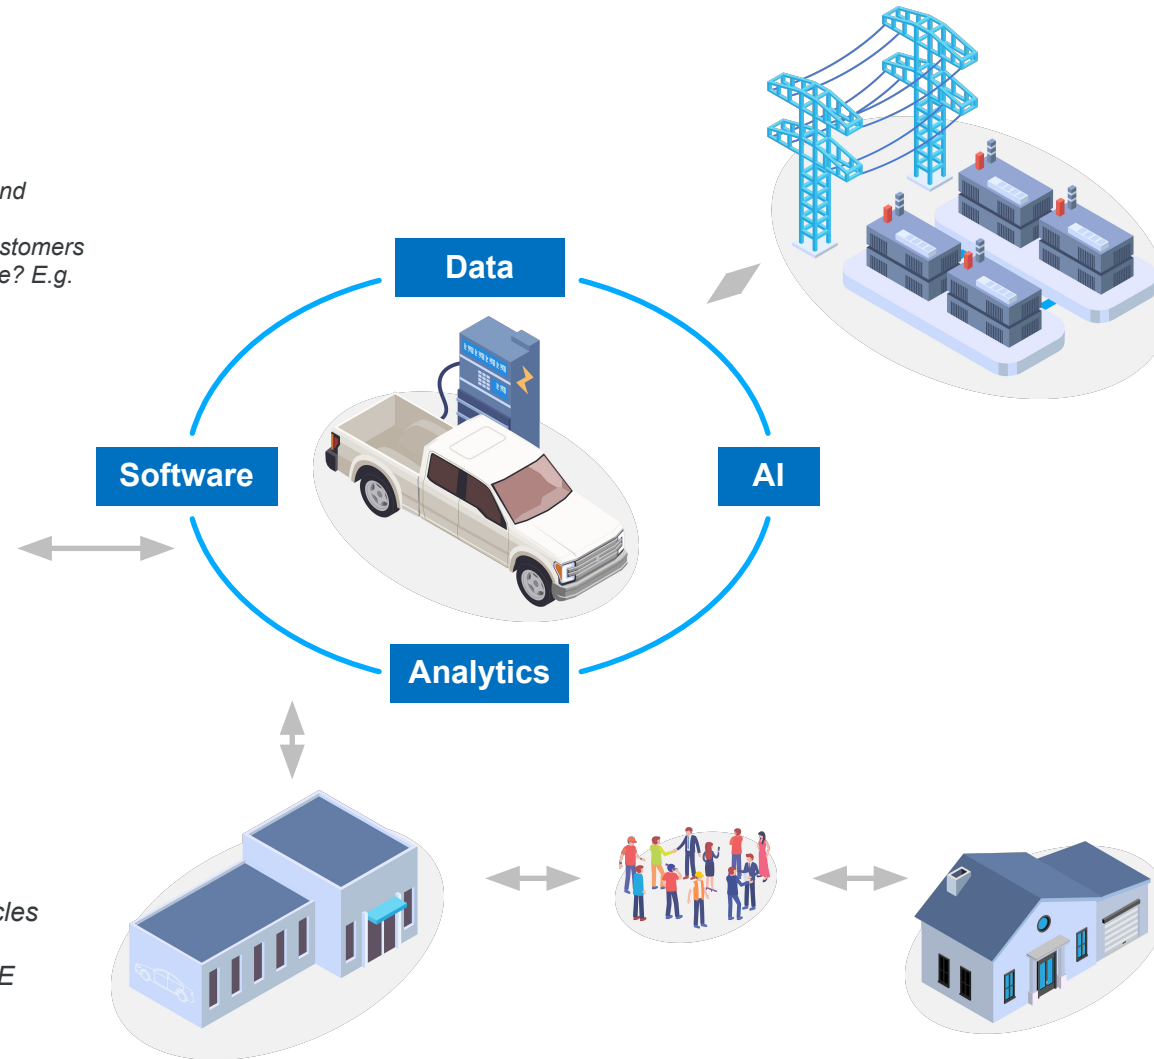 nd
stomers
e? E.g.
Data
Software
AI
Analytics
cles
E